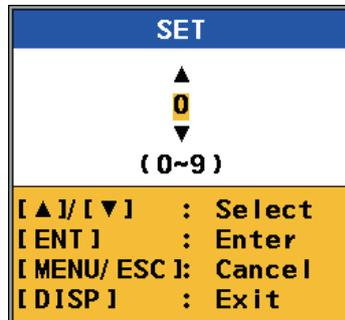 SET
▲
0
▼
(0~9)
[▲]/[▼] : Select
[ENT] : Enter
[MENU/ESC]: Cancel
[DISP] : Exit